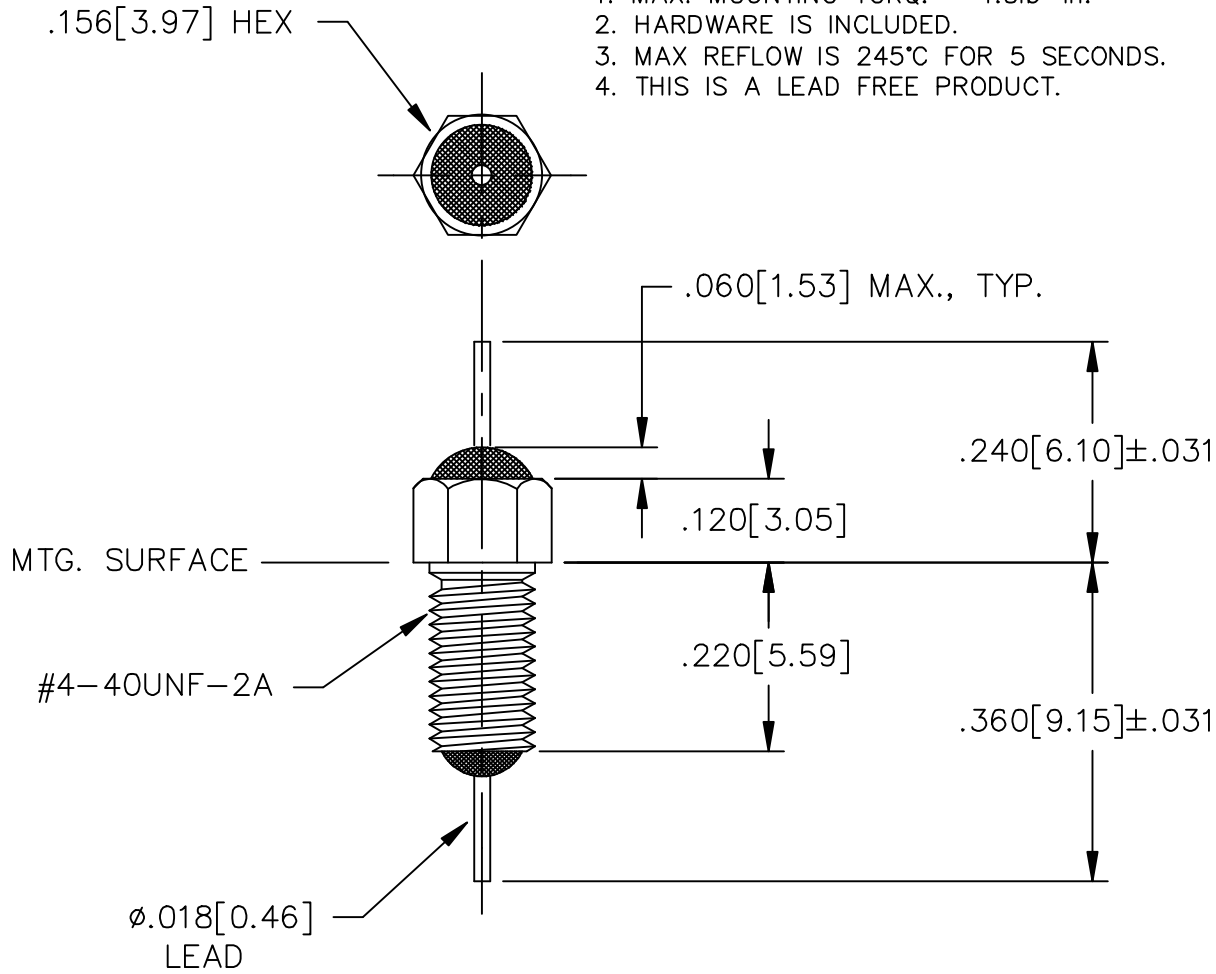 .156[3.97] HEX
2. HARDWARE IS INCLUDED.
3. MAX REFLOW IS 245°C FOR 5 SECONDS.
4. THIS IS A LEAD FREE PRODUCT.
.060[1.53] MAX., TYP.
.240[6.10]±.031
.120[3.05]
MTG. SURFACE
.220[5.59]
#4-40UNF-2A
.360[9.15]±.031
ø.018[0.46]
LEAD